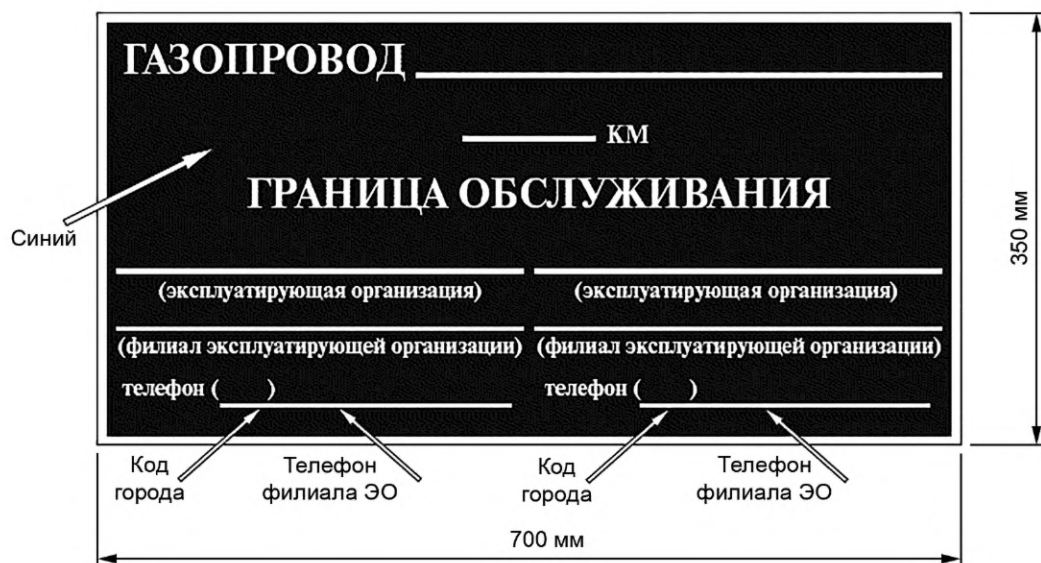 ГАЗОПРОВОД
КМ
ГРАНИЦА ОБСЛУЖИВАНИЯ
Синий
350 мм
(эксплуатирующая организация) (эксплуатирующая организация)
(филиал эксплуатирующей организации) (филиал эксплуатирующей организации)
телефон ( ) телефон ( )
Код города
Телефон филиала ЭО
Код города
Телефон филиала ЭО
700 мм